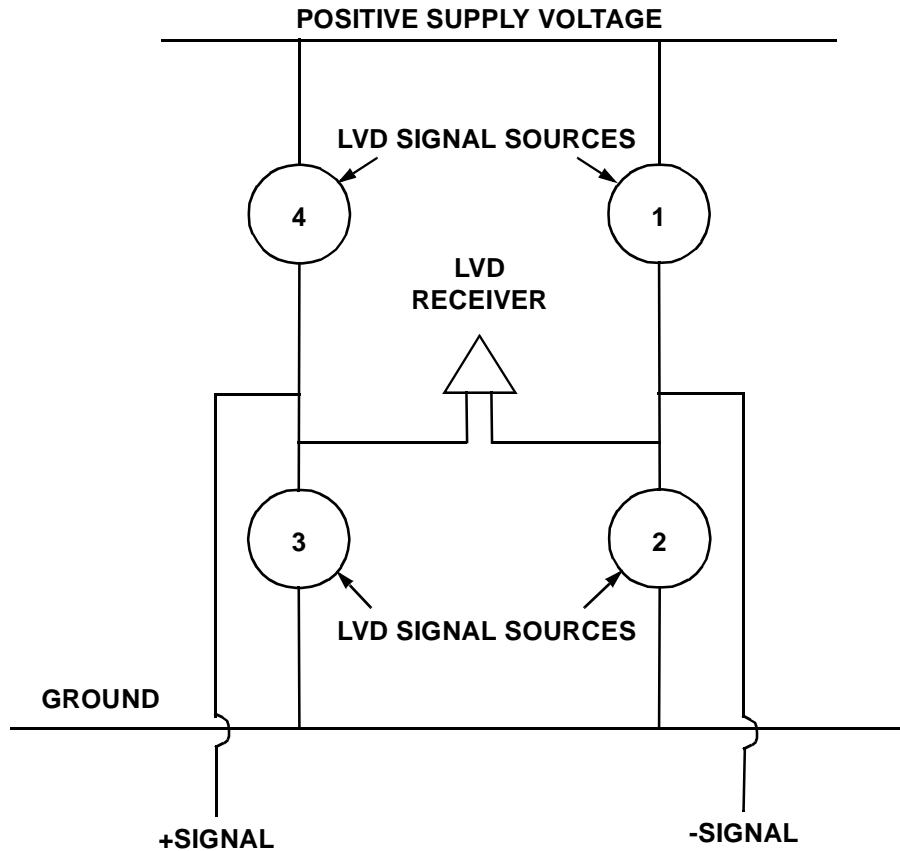 POSITIVE SUPPLY VOLTAGE
LVD SIGNAL SOURCES
4
1
LVD
RECEIVER
3
2
LVD SIGNAL SOURCES
GROUND
+SIGNAL
-SIGNAL